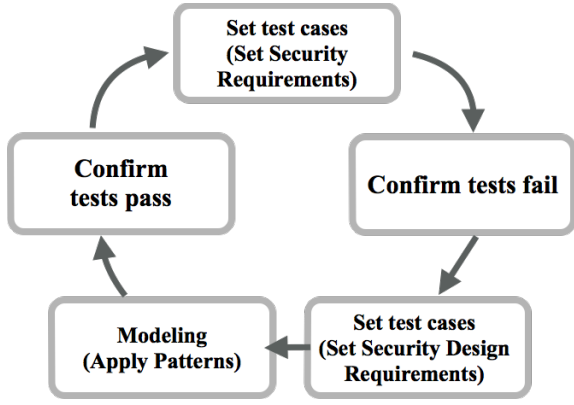 Set test cases
(Set Security
Requirements)
Confirm tests fail
Set test cases
(Set Security Design
Requirements)
Modeling
(Apply Patterns)
Confirm
tests pass